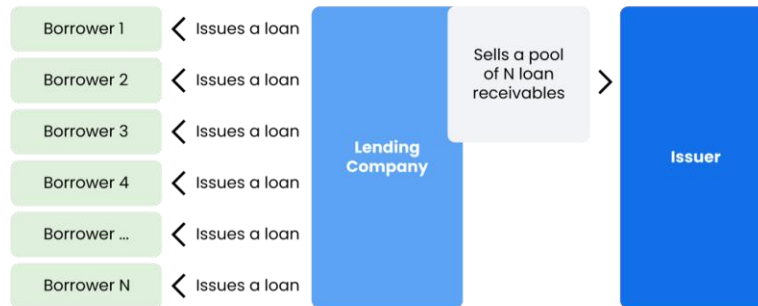 Borrower 1
Issues a loan
Borrower 2
Issues a loan
Borrower 3
Issues a loan
Borrower 4
Issues a loan
Borrower ...
Issues a loan
Borrower N
Issues a loan
Lending
Company
Sells a pool
of N loan
receivables
Issuer